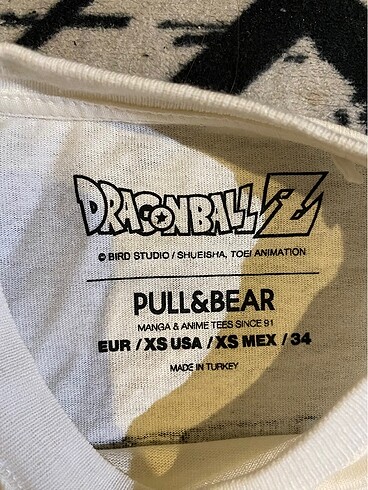 DRAGONBALL Z
© BIRD STUDIO / SHUEISHA, TOEI ANIMATION
PULL&BEAR
MANGA & ANIME TEES SINCE 91
EUR / XS USA / XS MEX / 34
MADE IN TURKEY